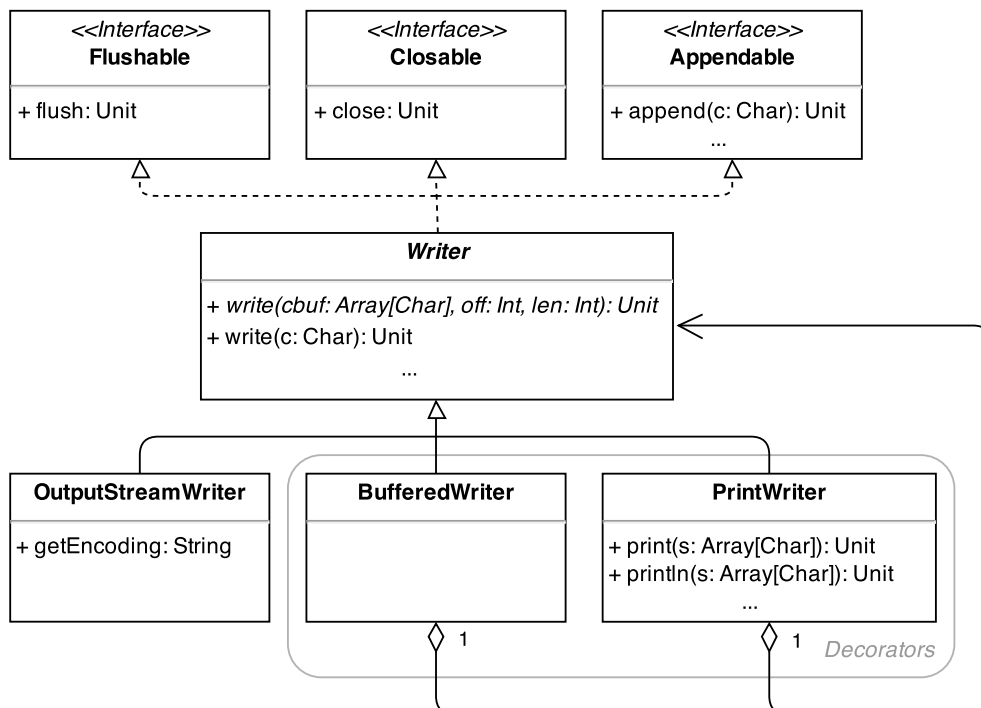 <<Interface>>
Flushable
+ flush: Unit
<<Interface>>
Closable
+ close: Unit
<<Interface>>
Appendable
+ append(c: Char): Unit
...
Writer
+ write(cbuf: Array[Char], off: Int, len: Int): Unit
+ write(c: Char): Unit
...
OutputStreamWriter
+ getEncoding: String
BufferedWriter
PrintWriter
+ print(s: Array[Char]): Unit
+ println(s: Array[Char]): Unit
...
1
1
Decorators